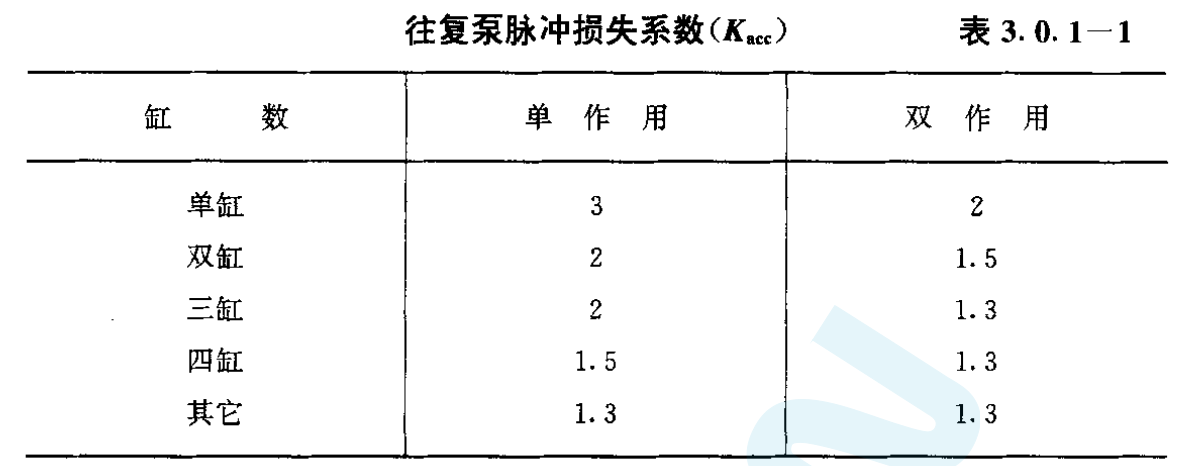 往复泵脉冲损失系数(Kacc) 表 3.0.1-1
缸 数 单 作 用 双 作 用
单缸 3 2
双缸 2 1.5
三缸 2 1.3
四缸 1.5 1.3
其它 1.3 1.3